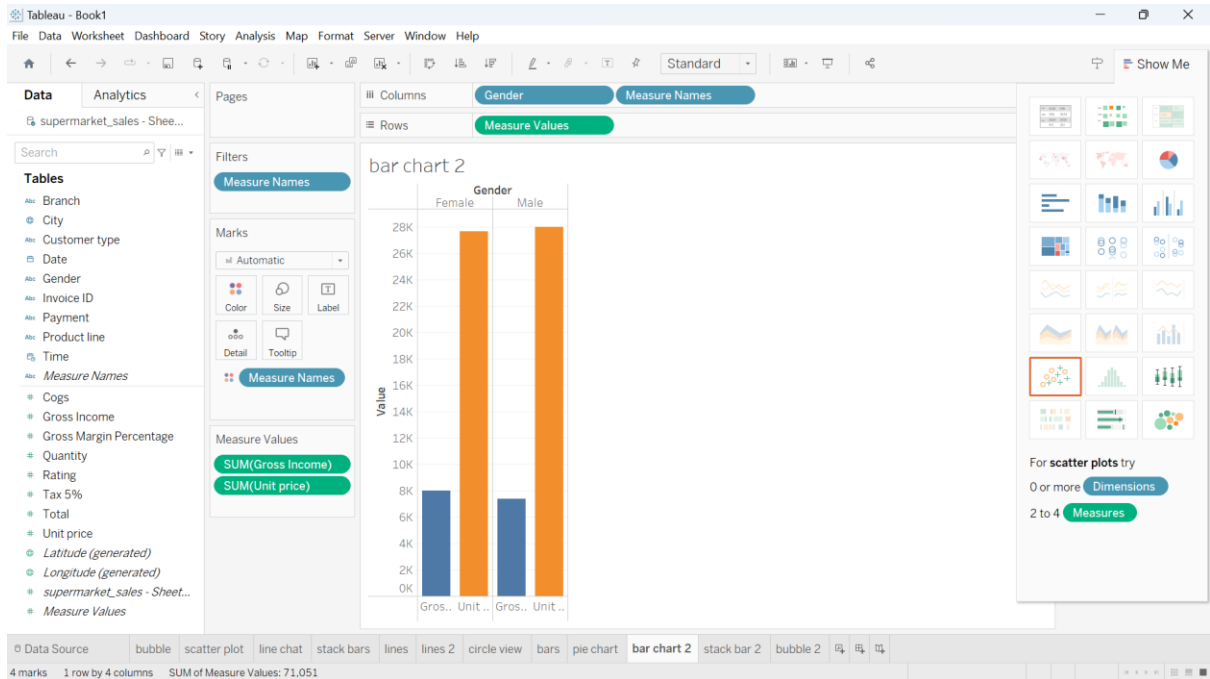 Tableau - Book1
File Data Worksheet Dashboard Story Analysis Map Format Server Window Help
Standard
Show Me
Data Analytics
supermarket_sales - Shee...
Search
Tables
Abc Branch
City
Abc Customer type
Date
Abc Gender
Abc Invoice ID
Abc Payment
Abc Product line
Time
Abc Measure Names
# Cogs
# Gross Income
# Gross Margin Percentage
# Quantity
# Rating
# Tax 5%
# Total
# Unit price
Latitude (generated)
Longitude (generated)
# supermarket_sales - Sheet...
# Measure Values
Pages
Filters
Measure Names
Marks
Automatic
Color Size Label
Detail Tooltip
Measure Names
Measure Values
SUM(Gross Income)
SUM(Unit price)
Columns Gender Measure Names
Rows Measure Values
bar chart 2
Gender
Female Male
28K
26K
24K
22K
20K
18K
16K
14K
12K
10K
8K
6K
4K
2K
0K
Value
Gros.. Unit .. Gros.. Unit ..
For scatter plots try
0 or more Dimensions
2 to 4 Measures
Data Source bubble scatter plot line chat stack bars lines lines 2 circle view bars pie chart bar chart 2 stack bar 2 bubble 2
4 marks 1 row by 4 columns SUM of Measure Values: 71,051